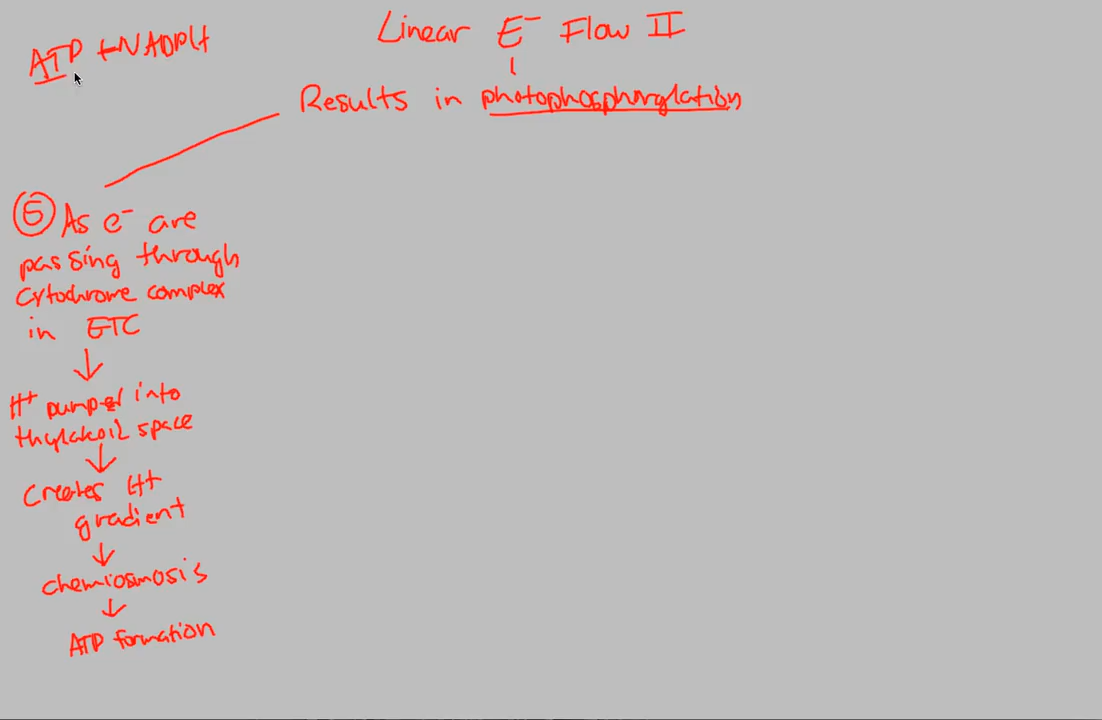 Linear E⁻ Flow II
ATP + NADPH
Results in photophosphorylation
⑤ As e⁻ are
passing through
Cytochrome complex
in ETC
↓
H⁺ pumped into
thylakoid space
↓
Creates H⁺
gradient
↓
chemiosmosis
↓
ATP formation